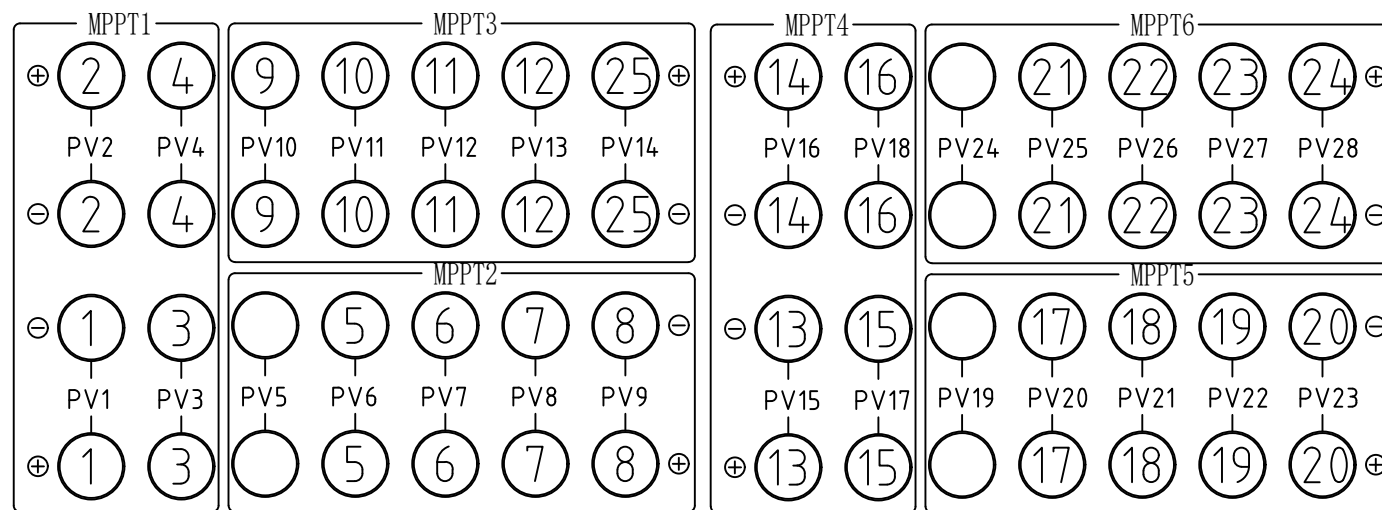 MPPT1 MPPT3 MPPT4 MPPT6
⊕ 2 4 9 10 11 12 25 ⊕ ⊕ 14 16 21 22 23 24 ⊕
PV2 PV4 PV10 PV11 PV12 PV13 PV14 PV16 PV18 PV24 PV25 PV26 PV27 PV28
⊖ 2 4 9 10 11 12 25 ⊖ ⊖ 14 16 21 22 23 24 ⊖
MPPT2 MPPT5
⊖ 1 3 5 6 7 8 ⊖ ⊖ 13 15 17 18 19 20 ⊖
PV1 PV3 PV5 PV6 PV7 PV8 PV9 PV15 PV17 PV19 PV20 PV21 PV22 PV23
⊕ 1 3 5 6 7 8 ⊕ ⊕ 13 15 17 18 19 20 ⊕